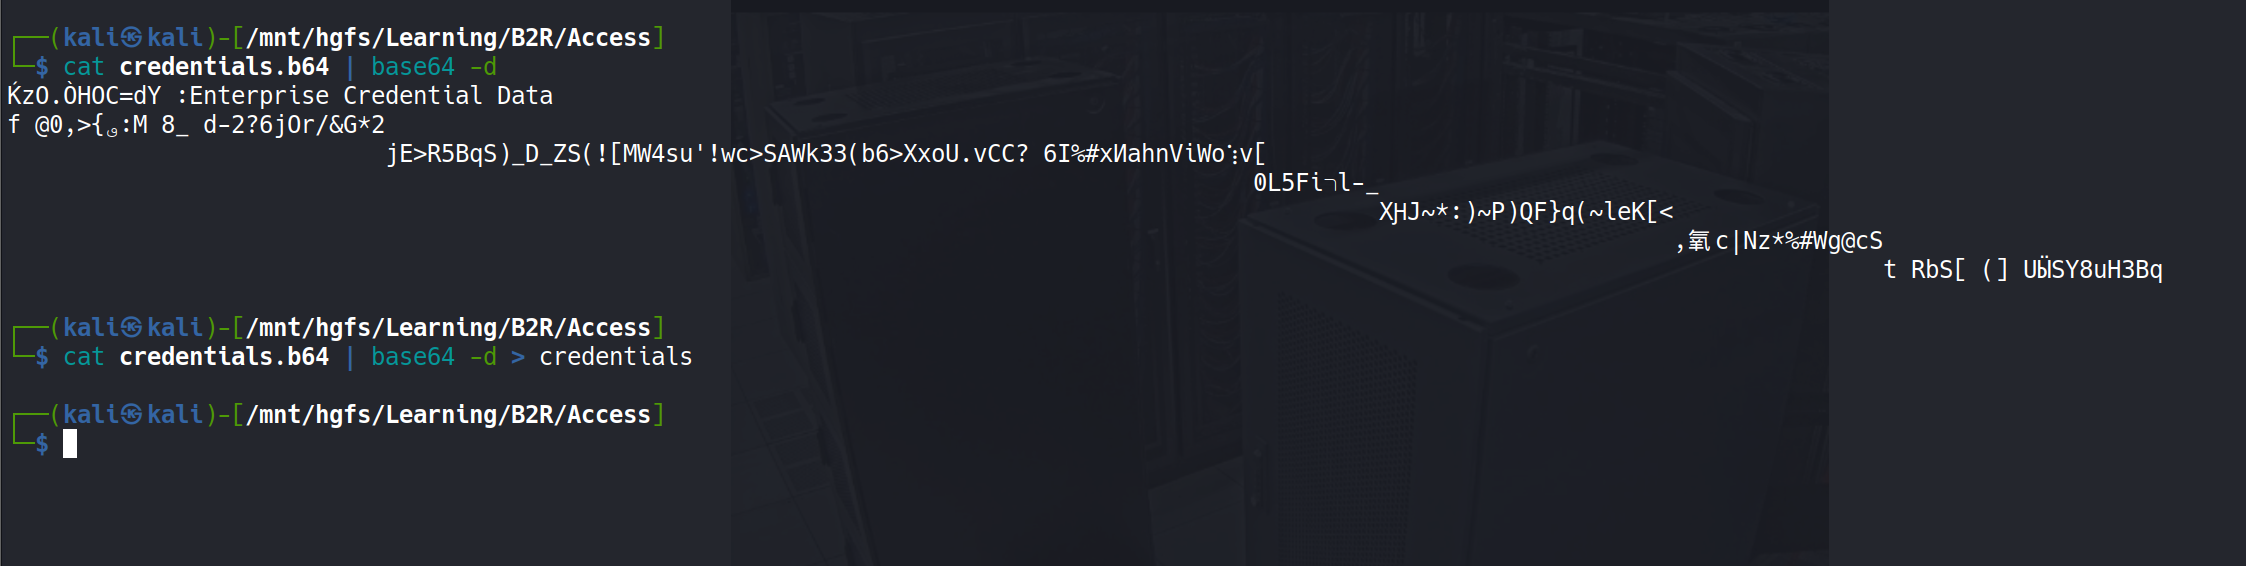 ┌──(kali㉿kali)-[/mnt/hgfs/Learning/B2R/Access]
└─$ cat credentials.b64 | base64 -d
ḰzO.ÒHOC=dY :Enterprise Credential Data
f @0,>{ۅ:M 8_ d-2?6jOr/&G*2
jE>R5BqS)_D_ZS(![MW4su'!wc>SAWk33(b6>XxoU.vCC? 6I%#xИahnViWo v[
0L5Fi l-_
XԨJ~*:)~P)QF}q(~leK[<
,氧c|Nz*%#Wg@cS
t RbS[ (] UӸSY8uH3Bq
┌──(kali㉿kali)-[/mnt/hgfs/Learning/B2R/Access]
└─$ cat credentials.b64 | base64 -d > credentials
┌──(kali㉿kali)-[/mnt/hgfs/Learning/B2R/Access]
└─$